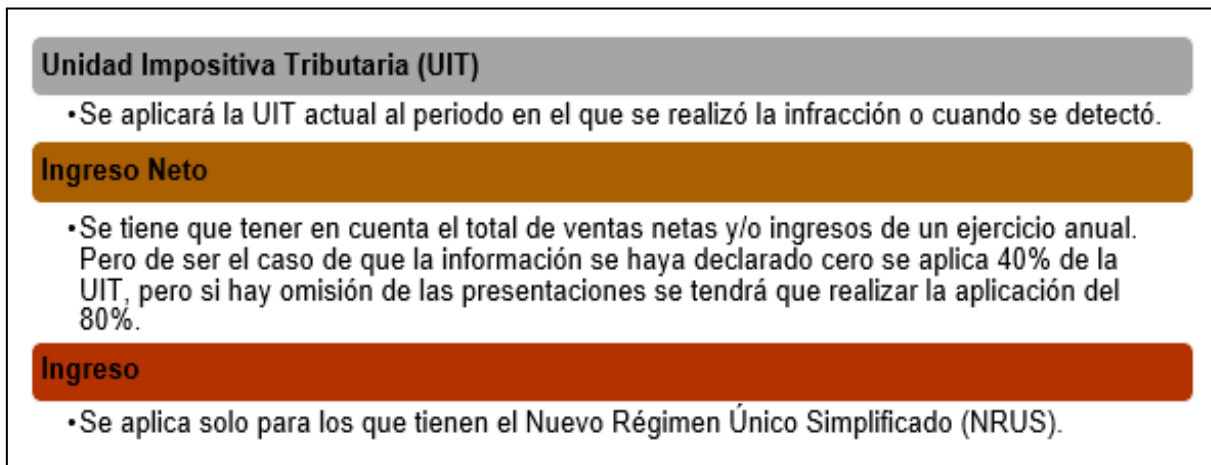 Unidad Impositiva Tributaria (UIT)
•Se aplicará la UIT actual al periodo en el que se realizó la infracción o cuando se detectó.
Ingreso Neto
•Se tiene que tener en cuenta el total de ventas netas y/o ingresos de un ejercicio anual.
Pero de ser el caso de que la información se haya declarado cero se aplica 40% de la
UIT, pero si hay omisión de las presentaciones se tendrá que realizar la aplicación del
80%.
Ingreso
•Se aplica solo para los que tienen el Nuevo Régimen Único Simplificado (NRUS).